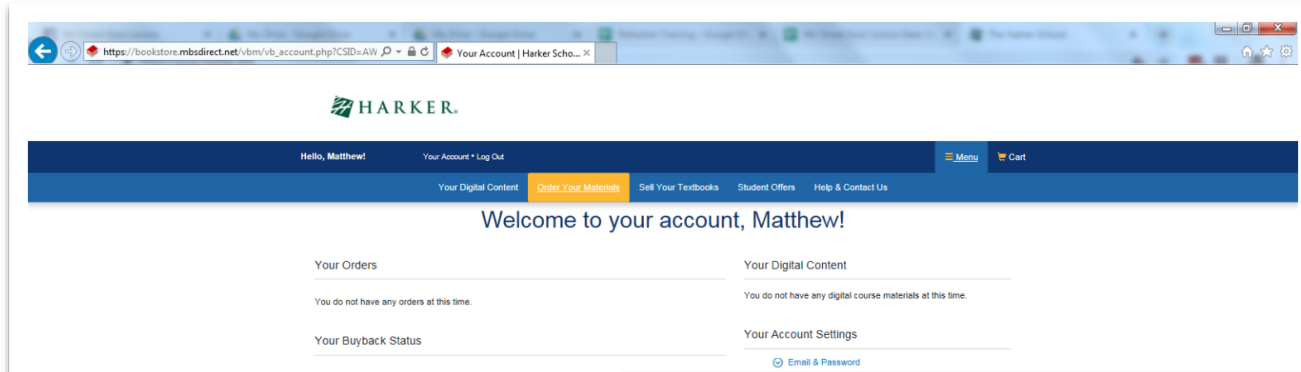 https://bookstore.mbsdirect.net/vbm/vb_account.php?CSID=AW
Your Account | Harker Scho...
HARKER®
Hello, Matthew! Your Account * Log Out Menu Cart
Your Digital Content Order Your Materials Sell Your Textbooks Student Offers Help & Contact Us
Welcome to your account, Matthew!
Your Orders
You do not have any orders at this time.
Your Buyback Status
Your Digital Content
You do not have any digital course materials at this time.
Your Account Settings
Email & Password